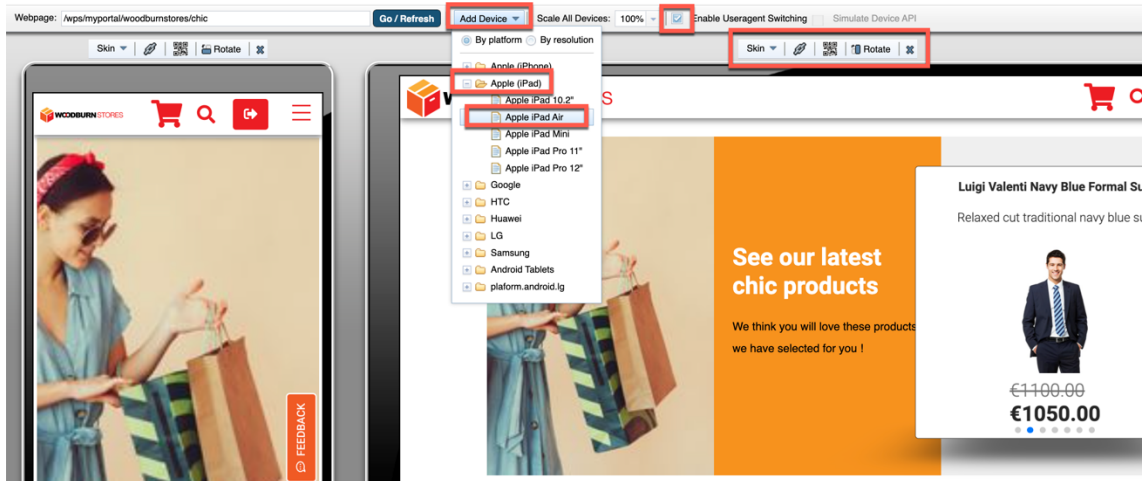 Webpage: /wps/myportal/woodburnstores/chic Go / Refresh Add Device Scale All Devices: 100% Enable Useragent Switching Simulate Device API
By platform By resolution
Skin Rotate
Skin Rotate
Apple (iPhone)
Apple (iPad)
Apple iPad 10.2"
Apple iPad Air
Apple iPad Mini
Apple iPad Pro 11"
Apple iPad Pro 12"
Google
HTC
Huawei
LG
Samsung
Android Tablets
plaform.android.lg
WOODBURN STORES
FEEDBACK
W
S
See our latest
chic products
We think you will love these products
we have selected for you !
Luigi Valenti Navy Blue Formal Su
Relaxed cut traditional navy blue su
€1100.00
€1050.00